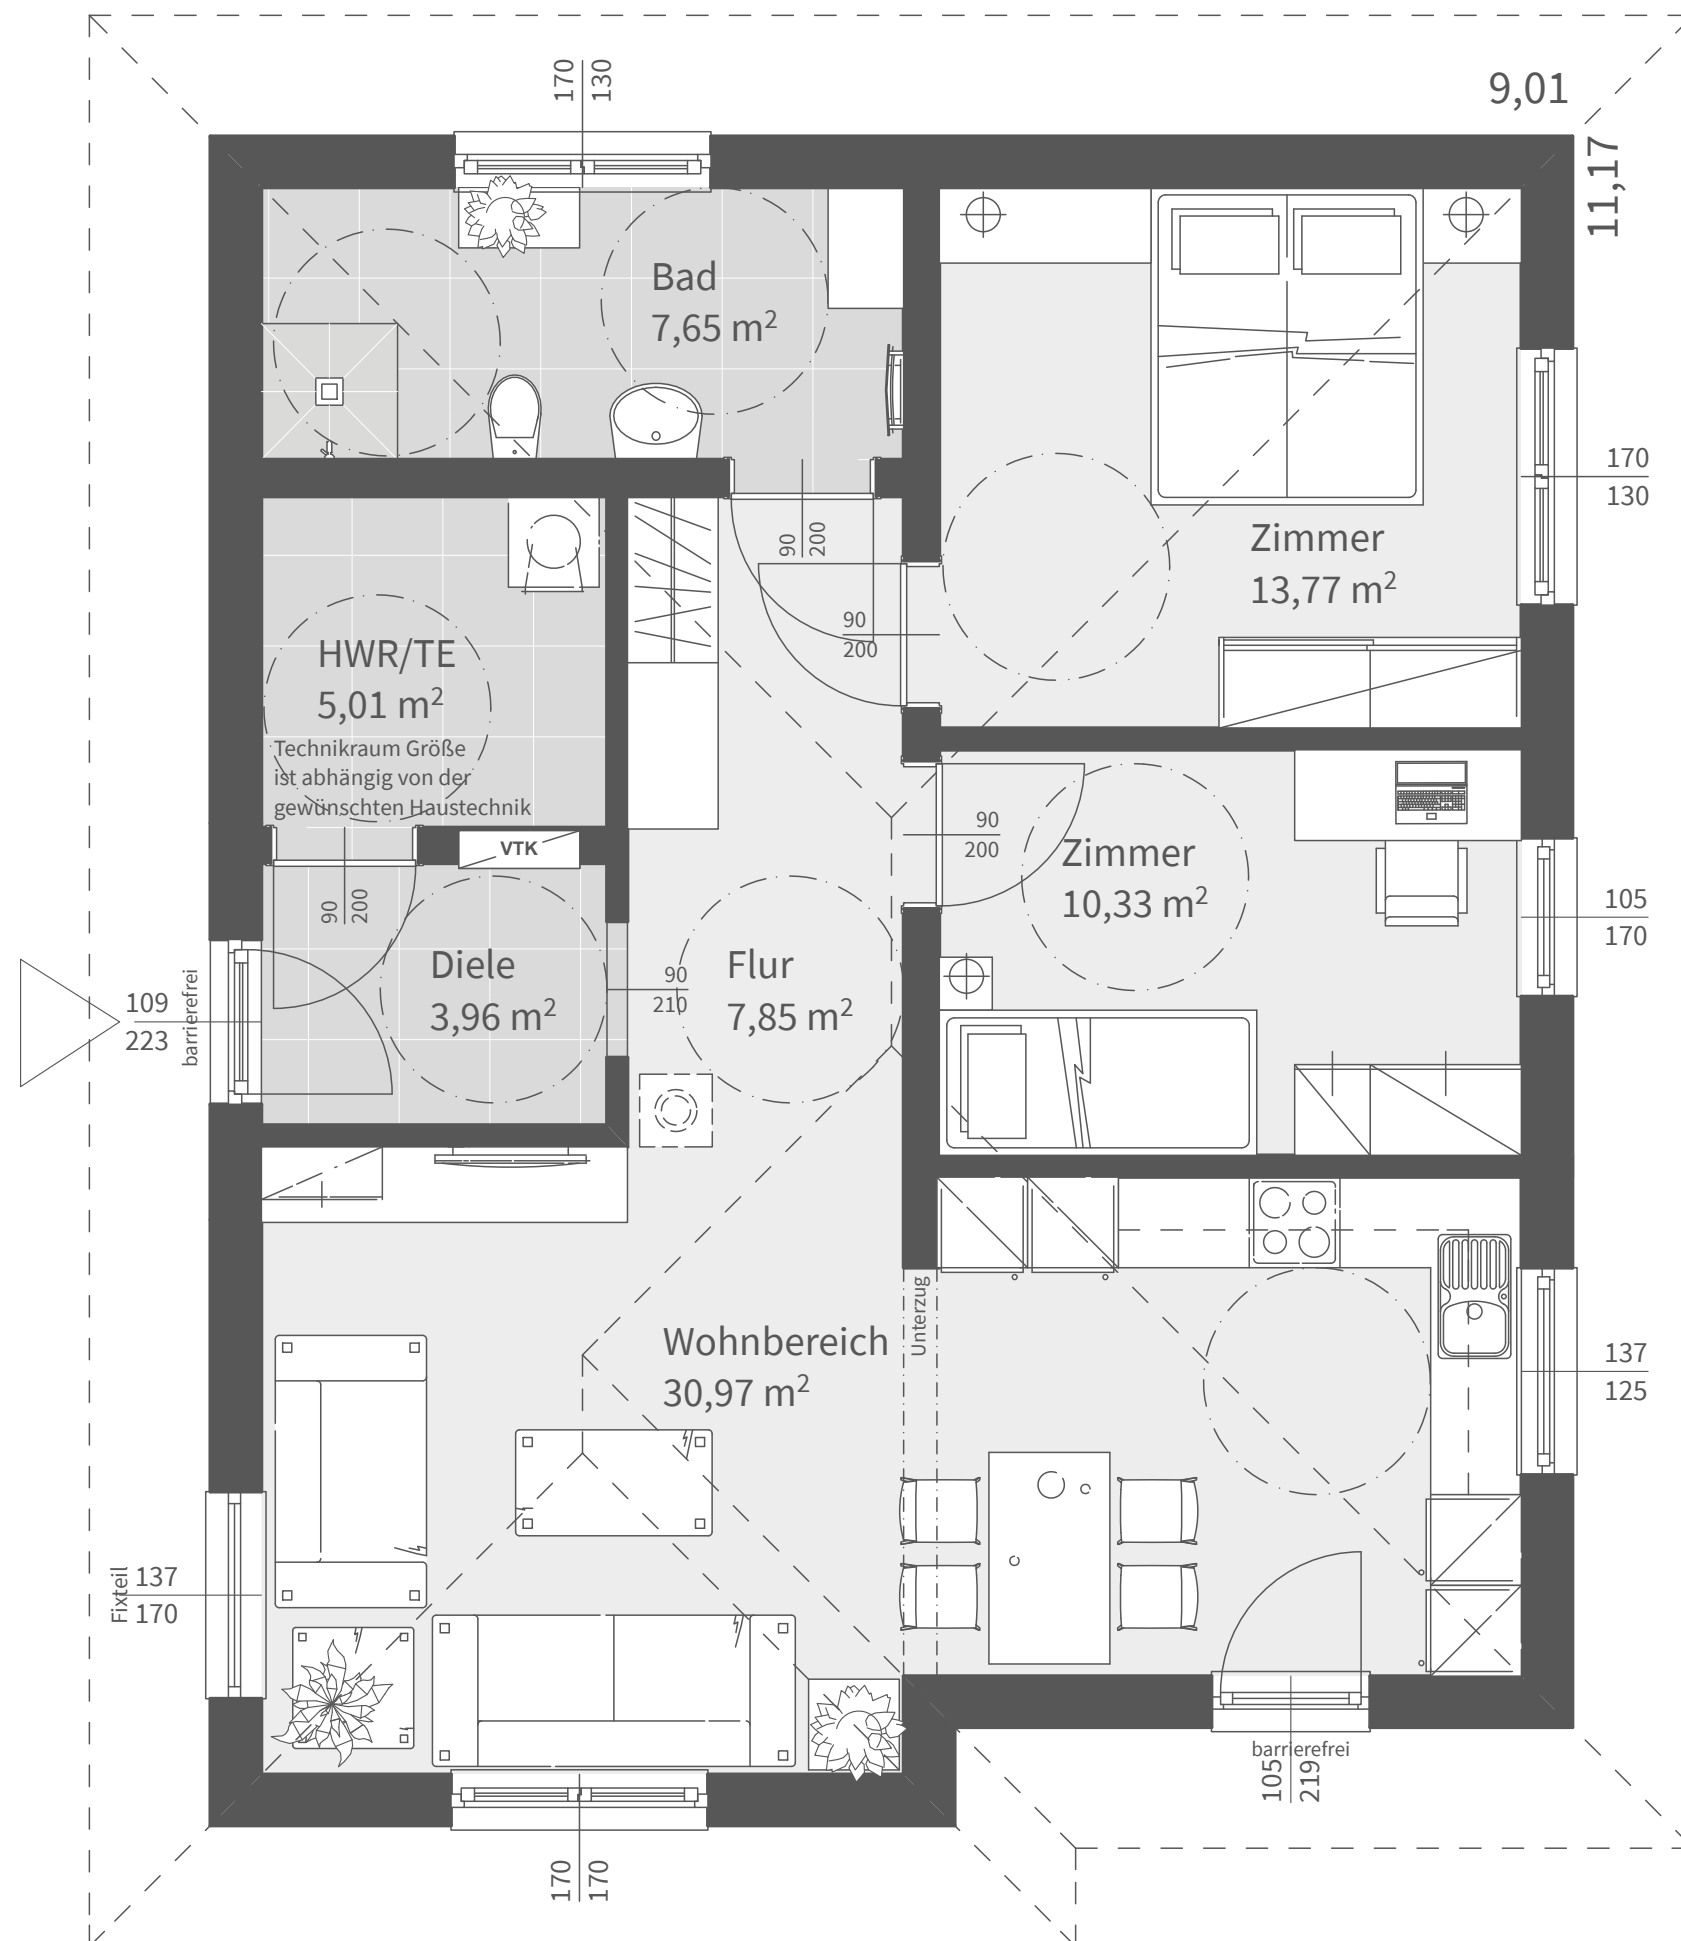 170
130
9,01
11,17
Bad
7,65 m²
90
200
170
130
Zimmer
13,77 m²
90
200
HWR/TE
5,01 m²
Technikraum Größe
ist abhängig von der
gewünschten Haustechnik
VTK
90
200
90
200
Zimmer
10,33 m²
105
170
109
223
barrierefrei
Diele
3,96 m²
90
210
Flur
7,85 m²
Unterzug
Wohnbereich
30,97 m²
137
125
Fixteil
137
170
barrierefrei
105
219
170
170